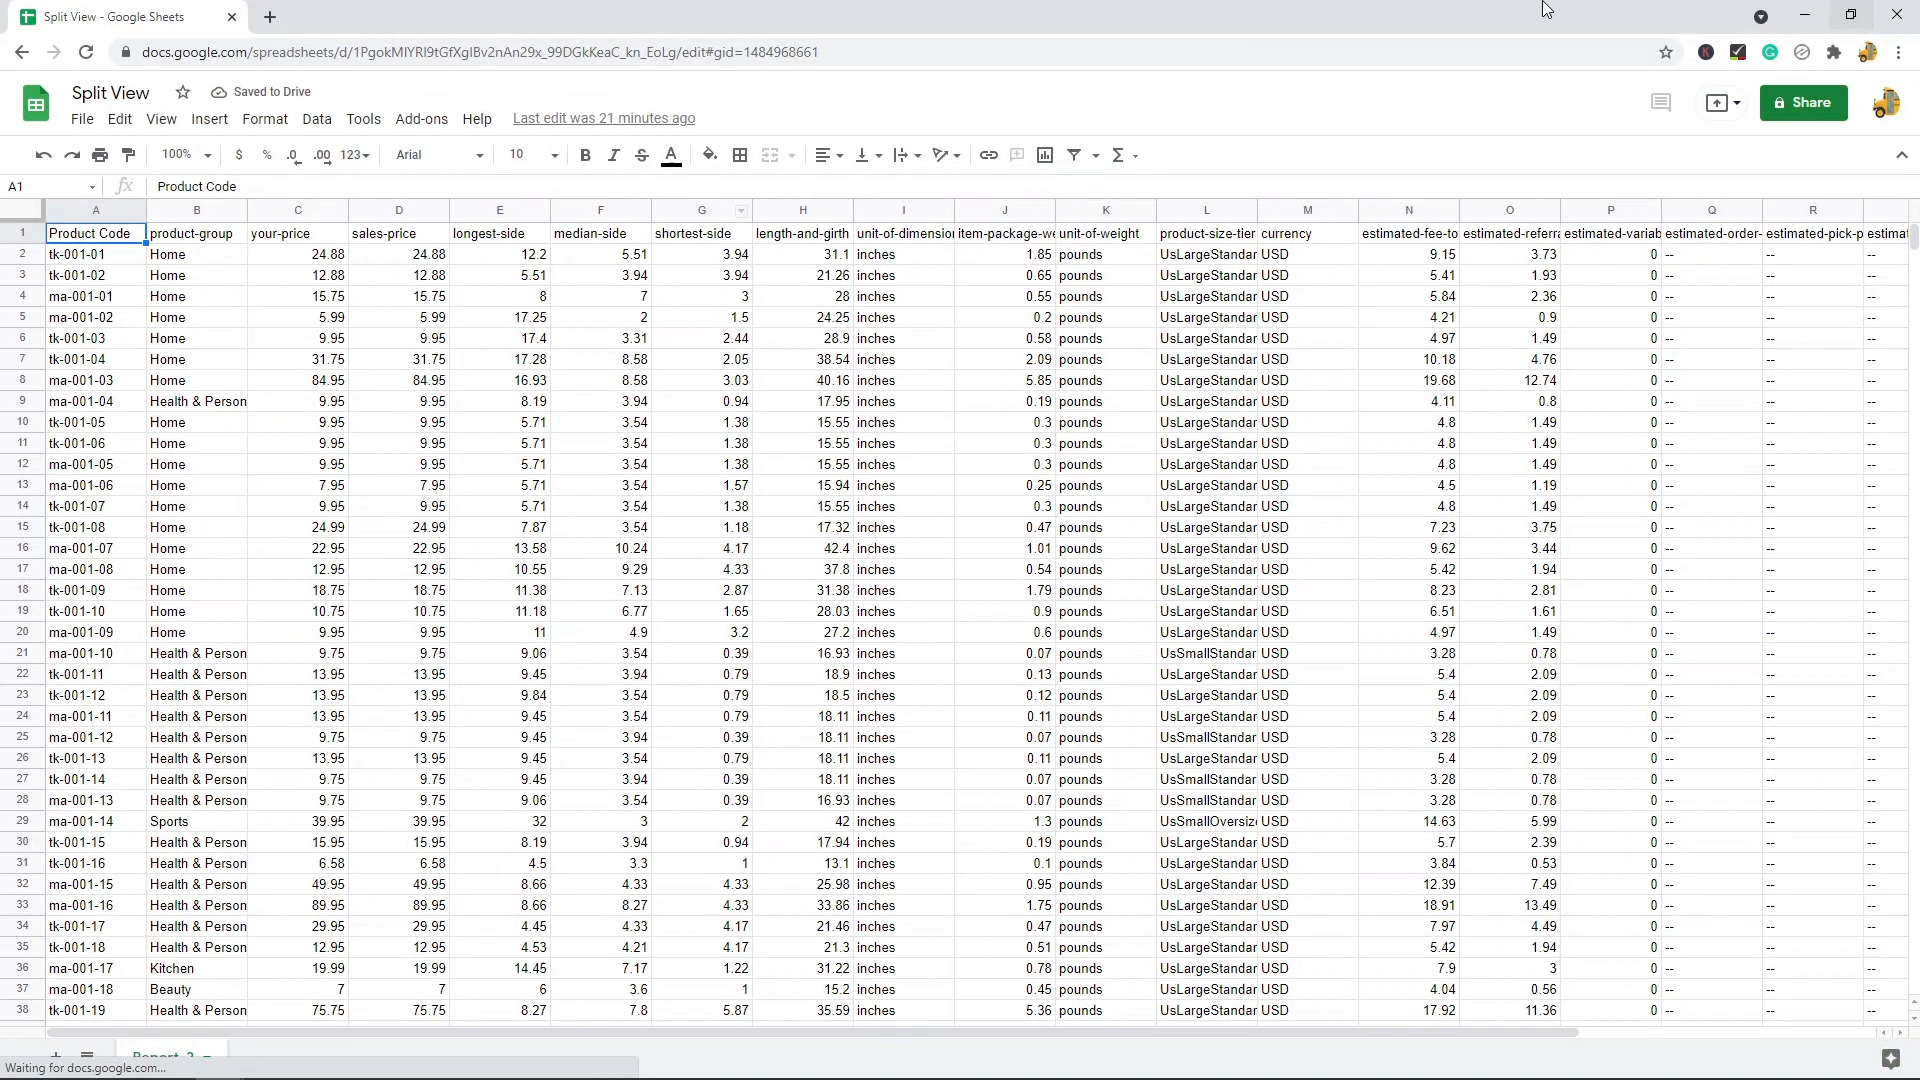 Split View - Google Sheets
docs.google.com/spreadsheets/d/1PgokMIYRl9tGfXgIBv2nAn29x_99DGkKeaC_kn_EoLg/edit#gid=1484968661
Split View Saved to Drive
Share
File Edit View Insert Format Data Tools Add-ons Help Last edit was 21 minutes ago
100% $ % .0 .00 123 Arial 10 B I S A Σ
A1 fx Product Code
A B C D E F G H I J K L M N O P Q R
1 Product Code product-group your-price sales-price longest-side median-side shortest-side length-and-girth unit-of-dimension item-package-we unit-of-weight product-size-tier currency estimated-fee-to estimated-referra estimated-variab estimated-order- estimated-pick-p estimat
2 tk-001-01 Home 24.88 24.88 12.2 5.51 3.94 31.1 inches 1.85 pounds UsLargeStandar USD 9.15 3.73 0 -- -- --
3 tk-001-02 Home 12.88 12.88 5.51 3.94 3.94 21.26 inches 0.65 pounds UsLargeStandar USD 5.41 1.93 0 -- -- --
4 ma-001-01 Home 15.75 15.75 8 7 3 28 inches 0.55 pounds UsLargeStandar USD 5.84 2.36 0 -- -- --
5 ma-001-02 Home 5.99 5.99 17.25 2 1.5 24.25 inches 0.2 pounds UsLargeStandar USD 4.21 0.9 0 -- -- --
6 tk-001-03 Home 9.95 9.95 17.4 3.31 2.44 28.9 inches 0.58 pounds UsLargeStandar USD 4.97 1.49 0 -- -- --
7 tk-001-04 Home 31.75 31.75 17.28 8.58 2.05 38.54 inches 2.09 pounds UsLargeStandar USD 10.18 4.76 0 -- -- --
8 ma-001-03 Home 84.95 84.95 16.93 8.58 3.03 40.16 inches 5.85 pounds UsLargeStandar USD 19.68 12.74 0 -- -- --
9 ma-001-04 Health & Person 9.95 9.95 8.19 3.94 0.94 17.95 inches 0.19 pounds UsLargeStandar USD 4.11 0.8 0 -- -- --
10 tk-001-05 Home 9.95 9.95 5.71 3.54 1.38 15.55 inches 0.3 pounds UsLargeStandar USD 4.8 1.49 0 -- -- --
11 tk-001-06 Home 9.95 9.95 5.71 3.54 1.38 15.55 inches 0.3 pounds UsLargeStandar USD 4.8 1.49 0 -- -- --
12 ma-001-05 Home 9.95 9.95 5.71 3.54 1.38 15.55 inches 0.3 pounds UsLargeStandar USD 4.8 1.49 0 -- -- --
13 ma-001-06 Home 7.95 7.95 5.71 3.54 1.57 15.94 inches 0.25 pounds UsLargeStandar USD 4.5 1.19 0 -- -- --
14 tk-001-07 Home 9.95 9.95 5.71 3.54 1.38 15.55 inches 0.3 pounds UsLargeStandar USD 4.8 1.49 0 -- -- --
15 tk-001-08 Home 24.99 24.99 7.87 3.54 1.18 17.32 inches 0.47 pounds UsLargeStandar USD 7.23 3.75 0 -- -- --
16 ma-001-07 Home 22.95 22.95 13.58 10.24 4.17 42.4 inches 1.01 pounds UsLargeStandar USD 9.62 3.44 0 -- -- --
17 ma-001-08 Home 12.95 12.95 10.55 9.29 4.33 37.8 inches 0.54 pounds UsLargeStandar USD 5.42 1.94 0 -- -- --
18 tk-001-09 Home 18.75 18.75 11.38 7.13 2.87 31.38 inches 1.79 pounds UsLargeStandar USD 8.23 2.81 0 -- -- --
19 tk-001-10 Home 10.75 10.75 11.18 6.77 1.65 28.03 inches 0.9 pounds UsLargeStandar USD 6.51 1.61 0 -- -- --
20 ma-001-09 Home 9.95 9.95 11 4.9 3.2 27.2 inches 0.6 pounds UsLargeStandar USD 4.97 1.49 0 -- -- --
21 ma-001-10 Health & Person 9.75 9.75 9.06 3.54 0.39 16.93 inches 0.07 pounds UsSmallStandar USD 3.28 0.78 0 -- -- --
22 tk-001-11 Health & Person 13.95 13.95 9.45 3.94 0.79 18.9 inches 0.13 pounds UsLargeStandar USD 5.4 2.09 0 -- -- --
23 tk-001-12 Health & Person 13.95 13.95 9.84 3.54 0.79 18.5 inches 0.12 pounds UsLargeStandar USD 5.4 2.09 0 -- -- --
24 ma-001-11 Health & Person 13.95 13.95 9.45 3.54 0.79 18.11 inches 0.11 pounds UsLargeStandar USD 5.4 2.09 0 -- -- --
25 ma-001-12 Health & Person 9.75 9.75 9.45 3.94 0.39 18.11 inches 0.07 pounds UsSmallStandar USD 3.28 0.78 0 -- -- --
26 tk-001-13 Health & Person 13.95 13.95 9.45 3.54 0.79 18.11 inches 0.11 pounds UsLargeStandar USD 5.4 2.09 0 -- -- --
27 tk-001-14 Health & Person 9.75 9.75 9.45 3.94 0.39 18.11 inches 0.07 pounds UsSmallStandar USD 3.28 0.78 0 -- -- --
28 ma-001-13 Health & Person 9.75 9.75 9.06 3.54 0.39 16.93 inches 0.07 pounds UsSmallStandar USD 3.28 0.78 0 -- -- --
29 ma-001-14 Sports 39.95 39.95 32 3 2 42 inches 1.3 pounds UsSmallOversize USD 14.63 5.99 0 -- -- --
30 tk-001-15 Health & Person 15.95 15.95 8.19 3.94 0.94 17.94 inches 0.19 pounds UsLargeStandar USD 5.7 2.39 0 -- -- --
31 tk-001-16 Health & Person 6.58 6.58 4.5 3.3 1 13.1 inches 0.1 pounds UsLargeStandar USD 3.84 0.53 0 -- -- --
32 ma-001-15 Health & Person 49.95 49.95 8.66 4.33 4.33 25.98 inches 0.95 pounds UsLargeStandar USD 12.39 7.49 0 -- -- --
33 ma-001-16 Health & Person 89.95 89.95 8.66 8.27 4.33 33.86 inches 1.75 pounds UsLargeStandar USD 18.91 13.49 0 -- -- --
34 tk-001-17 Health & Person 29.95 29.95 4.45 4.33 4.17 21.46 inches 0.47 pounds UsLargeStandar USD 7.97 4.49 0 -- -- --
35 tk-001-18 Health & Person 12.95 12.95 4.53 4.21 4.17 21.3 inches 0.51 pounds UsLargeStandar USD 5.42 1.94 0 -- -- --
36 ma-001-17 Kitchen 19.99 19.99 14.45 7.17 1.22 31.22 inches 0.78 pounds UsLargeStandar USD 7.9 3 0 -- -- --
37 ma-001-18 Beauty 7 7 6 3.6 1 15.2 inches 0.45 pounds UsLargeStandar USD 4.04 0.56 0 -- -- --
38 tk-001-19 Health & Person 75.75 75.75 8.27 7.8 5.87 35.59 inches 5.36 pounds UsLargeStandar USD 17.92 11.36 0 -- -- --
Report_2
Waiting for docs.google.com...